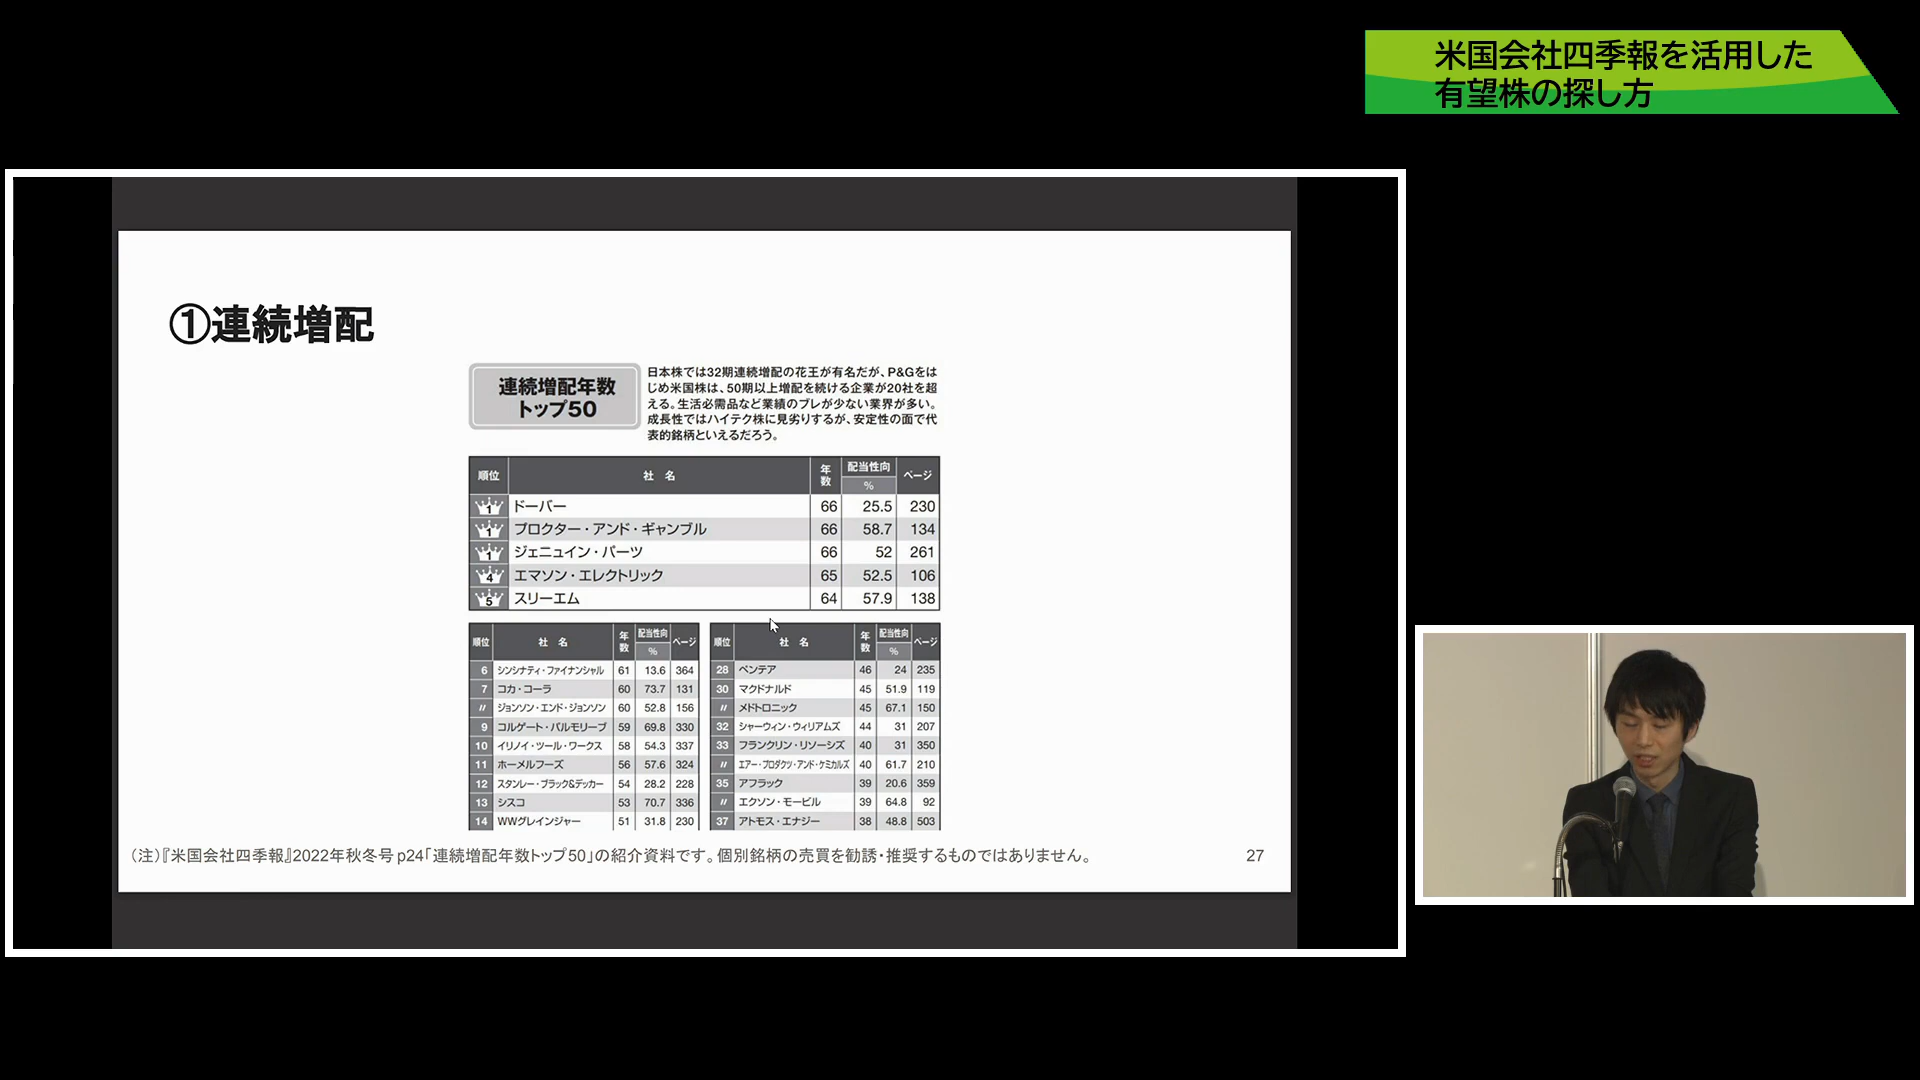 米国会社四季報を活用した
有望株の探し方
①連続増配
連続増配年数
トップ50
日本株では32期連続増配の花王が有名だが、P&Gをは
じめ米国株は、50期以上増配を続ける企業が20社を超
える。生活必需品など業績のブレが少ない業界が多い。
成長性ではハイテク株に見劣りするが、安定性の面で代
表的銘柄といえるだろう。
順位 社名 年数 配当性向 % ページ
1 ドーバー 66 25.5 230
1 プロクター・アンド・ギャンブル 66 58.7 134
1 ジェニュイン・パーツ 66 52 261
4 エマソン・エレクトリック 65 52.5 106
5 スリーエム 64 57.9 138
順位 社名 年数 配当性向 % ページ
6 シンシナティ・ファイナンシャル 61 13.6 364
7 コカ・コーラ 60 73.7 131
〃 ジョンソン・エンド・ジョンソン 60 52.8 156
9 コルゲート・パルモリーブ 59 69.8 330
10 イリノイ・ツール・ワークス 58 54.3 337
11 ホーメルフーズ 56 57.6 324
12 スタンレー・ブラック&デッカー 54 28.2 228
13 シスコ 53 70.7 336
14 WWグレインジャー 51 31.8 230
順位 社名 年数 配当性向 % ページ
28 ペンテア 46 24 235
30 マクドナルド 45 51.9 119
〃 メドトロニック 45 67.1 150
32 シャーウィン・ウィリアムズ 44 31 207
33 フランクリン・リソーシズ 40 31 350
〃 エアー・プロダクツ・アンド・ケミカルズ 40 61.7 210
35 アフラック 39 20.6 359
〃 エクソン・モービル 39 64.8 92
37 アトモス・エナジー 38 48.8 503
（注）『米国会社四季報』2022年秋冬号 p24「連続増配年数トップ50」の紹介資料です。個別銘柄の売買を勧誘・推奨するものではありません。
27